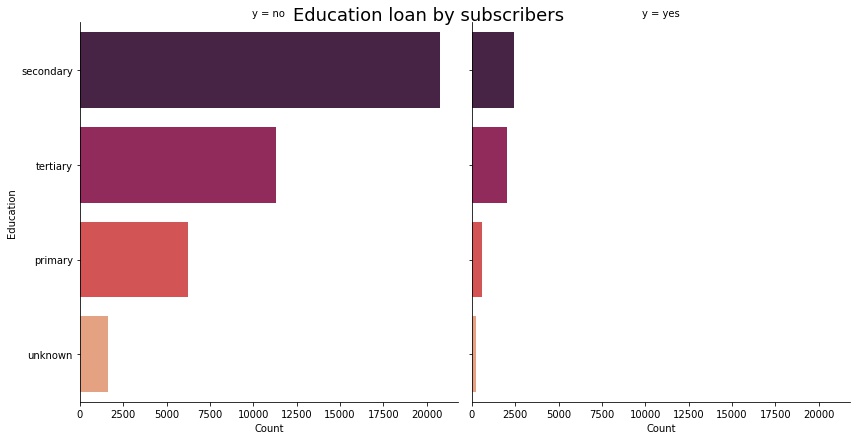 Education loan by subscribers
y = no
y = yes
Education
secondary
tertiary
primary
unknown
0 2500 5000 7500 10000 12500 15000 17500 20000
Count
0 2500 5000 7500 10000 12500 15000 17500 20000
Count